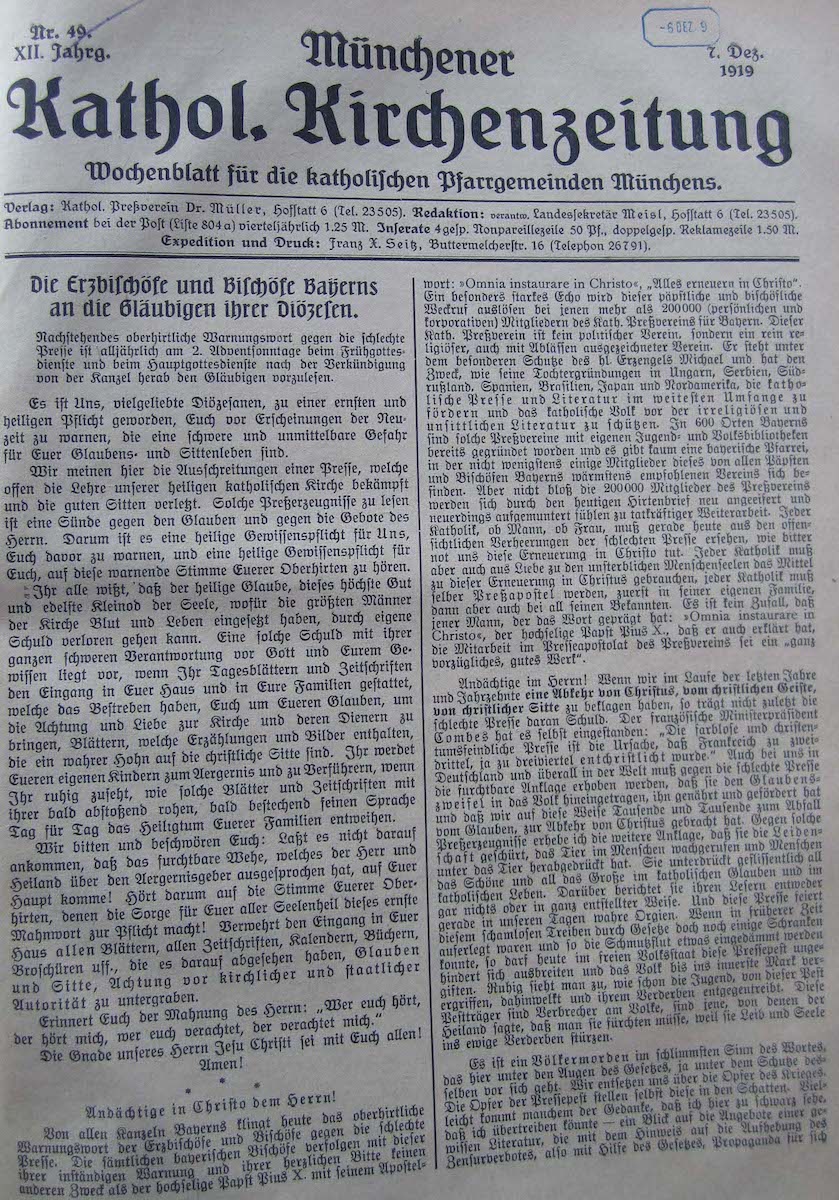 Nr. 49.
XII. Jahrg.
-6 DEZ. 9
7. Dez.
1919
Münchener
Kathol. Kirchenzeitung
Wochenblatt für die katholischen Pfarrgemeinden Münchens.
Verlag: Kathol. Preßverein Dr. Müller, Hofstatt 6 (Tel. 23505). Redaktion: verantw. Landessekretär Meisl, Hofstatt 6 (Tel. 23505).
Abonnement bei der Post (Liste 804a) vierteljährlich 1.25 M. Inserate 4gesp. Nonpareillezeile 50 Pf., doppelgesp. Reklamezeile 1.50 M.
Expedition und Druck: Franz X. Seitz, Buttermelcherstr. 16 (Telephon 26791).
Die Erzbischöfe und Bischöfe Bayerns
an die Gläubigen ihrer Diözesen.
Nachstehendes oberhirtliche Warnungswort gegen die schlechte
Presse ist alljährlich am 2. Adventsonntage beim Frühgottes-
dienste und beim Hauptgottesdienste nach der Verkündigung
von der Kanzel herab den Gläubigen vorzulesen.
Es ist Uns, vielgeliebte Diözesanen, zu einer ernsten und
heiligen Pflicht geworden, Euch vor Erscheinungen der Neu-
zeit zu warnen, die eine schwere und unmittelbare Gefahr
für Euer Glaubens- und Sittenleben sind.
Wir meinen hier die Ausschreitungen einer Presse, welche
offen die Lehre unserer heiligen katholischen Kirche bekämpft
und die guten Sitten verletzt. Solche Preßerzeugnisse zu lesen
ist eine Sünde gegen den Glauben und gegen die Gebote des
Herrn. Darum ist es eine heilige Gewissenspflicht für Uns,
Euch davor zu warnen, und eine heilige Gewissenspflicht für
Euch, auf diese warnende Stimme Euerer Oberhirten zu hören.
Ihr alle wißt, daß der heilige Glaube, dieses höchste Gut
und edelste Kleinod der Seele, wofür die größten Männer
der Kirche Blut und Leben eingesetzt haben, durch eigene
Schuld verloren gehen kann. Eine solche Schuld mit ihrer
ganzen schweren Verantwortung vor Gott und Eurem Ge-
wissen liegt vor, wenn Ihr Tagesblättern und Zeitschriften
den Eingang in Euer Haus und in Eure Familien gestattet,
welche das Bestreben haben, Euch um Eueren Glauben, um
die Achtung und Liebe zur Kirche und deren Dienern zu
bringen, Blättern, welche Erzählungen und Bilder enthalten,
die ein wahrer Hohn auf die christliche Sitte sind. Ihr werdet
Eueren eigenen Kindern zum Aergernis und zu Verführern, wenn
Ihr ruhig zuseht, wie solche Blätter und Zeitschriften mit
ihrer bald abstoßend rohen, bald bestechend feinen Sprache
Tag für Tag das Heiligtum Euerer Familien entweihen.
Wir bitten und beschwören Euch: Laßt es nicht darauf
ankommen, daß das furchtbare Wehe, welches der Herr und
Heiland über den Aergernisgeber ausgesprochen hat, auf Euer
Haupt komme! Hört darum auf die Stimme Euerer Ober-
hirten, denen die Sorge für Euer aller Seelenheil dieses ernste
Mahnwort zur Pflicht macht! Verwehrt den Eingang in Euer
Haus allen Blättern, allen Zeitschriften, Kalendern, Büchern,
Broschüren uff., die es darauf abgesehen haben, Glauben
und Sitte, Achtung vor kirchlicher und staatlicher
Autorität zu untergraben.
Erinnert Euch der Mahnung des Herrn: „Wer euch hört,
der hört mich, wer euch verachtet, der verachtet mich.“
Die Gnade unseres Herrn Jesu Christi sei mit Euch allen!
Amen!
* * *
Andächtige in Christo dem Herrn!
Von allen Kanzeln Bayerns klingt heute das oberhirtliche
Warnungswort der Erzbischöfe und Bischöfe gegen die schlechte
Presse. Die sämtlichen bayerischen Bischöfe verfolgen mit dieser
ihrer inständigen Warnung und ihrer herzlichen Bitte keinen
anderen Zweck als der hochselige Papst Pius X. mit seinem Apostel-
wort: »Omnia instaurare in Christo«, „Alles erneuern in Christo“.
Ein besonders starkes Echo wird dieser päpstliche und bischöfliche
Weckruf auslösen bei jenen mehr als 200000 (persönlichen und
korporativen) Mitgliedern des Kath. Preßvereins für Bayern. Dieser
Kath. Preßverein ist kein politischer Verein, sondern ein rein re-
ligiöser, auch mit Ablässen ausgezeichneter Verein. Er steht unter
dem besonderen Schutze des hl. Erzengels Michael und hat den
Zweck, wie seine Tochtergründungen in Ungarn, Serbien, Süd-
rußland, Spanien, Brasilien, Japan und Nordamerika, die katho-
lische Presse und Literatur im weitesten Umfange zu
fördern und das katholische Volk vor der irreligiösen und
unsittlichen Literatur zu schützen. In 600 Orten Bayerns
sind solche Preßvereine mit eigenen Jugend- und Volksbibliotheken
bereits gegründet worden und es gibt kaum eine bayerische Pfarrei,
in der nicht wenigstens einige Mitglieder dieses von allen Päpsten
und Bischöfen Bayerns wärmstens empfohlenen Vereins sich be-
finden. Aber nicht bloß die 200000 Mitglieder des Preßvereins
werden sich durch den heutigen Hirtenbrief neu angeeifert und
neuerdings aufgemuntert fühlen zu tatkräftiger Weiterarbeit. Jeder
Katholik, ob Mann, ob Frau, muß gerade heute aus den offen-
sichtlichen Verheerungen der schlechten Presse ersehen, wie bitter
not uns diese Erneuerung in Christo tut. Jeder Katholik muß
aber auch aus Liebe zu den unsterblichen Menschenseelen das Mittel
zu dieser Erneuerung in Christus gebrauchen, jeder Katholik muß
selber Preßapostel werden, zuerst in seiner eigenen Familie,
dann aber auch bei all seinen Bekannten. Es ist kein Zufall, daß
jener Mann, der das Wort geprägt hat: »Omnia instaurare in
Christo«, der hochselige Papst Pius X., daß er auch erklärt hat,
die Mitarbeit im Presseapostolat des Preßvereins sei ein „ganz
vorzügliches, gutes Werk“.
Andächtige im Herrn! Wenn wir im Laufe der letzten Jahre
und Jahrzehnte eine Abkehr von Christus, vom christlichen Geiste,
von christlicher Sitte zu beklagen haben, so trägt nicht zuletzt die
schlechte Presse daran Schuld. Der französische Ministerpräsident
Combes hat es selbst eingestanden: „Die farblose und christen-
tumsfeindliche Presse ist die Ursache, daß Frankreich zu zwei-
drittel, ja zu dreiviertel entchristlicht wurde.“ Auch bei uns in
Deutschland und überall in der Welt muß gegen die schlechte Presse
die furchtbare Anklage erhoben werden, daß sie den Glaubens-
zweifel in das Volk hineingetragen, ihn genährt und gefördert hat
und daß wir auf diese Weise Tausende und Tausende zum Abfall
vom Glauben, zur Abkehr von Christus gebracht hat. Gegen solche
Preßerzeugnisse erhebe ich die weitere Anklage, daß sie die Leiden-
schaft geschürt, das Tier im Menschen wachgerufen und Menschen
unter das Tier herabgedrückt hat. Sie unterdrückt geflissentlich all
das Schöne und all das Große im katholischen Glauben und im
katholischen Leben. Darüber berichtet sie ihren Lesern entweder
gar nichts oder in ganz entstellter Weise. Und diese Presse feiert
gerade in unseren Tagen wahre Orgien. Wenn in früherer Zeit
diesem schamlosen Treiben durch Gesetze doch noch einige Schranken
auferlegt waren und so die Schmutzflut etwas eingedämmt werden
konnte, so darf heute im freien Volksstaate diese Pressepest unge-
hindert sich ausbreiten und das Volk bis ins innerste Mark ver-
giften. Ruhig sieht man zu, wie schon die Jugend, von dieser Pest
ergriffen, dahinwelkt und ihrem Verderben entgegentreibt. Diese
Pestträger sind Verbrecher am Volke, sind jene, von denen der
Heiland sagte, daß man sie fürchten müsse, weil sie Leib und Seele
ins ewige Verderben stürzen.
Es ist ein Völkermorden im schlimmsten Sinn des Wortes,
das hier unter den Augen des Gesetzes, ja unter dem Schutze des-
selben vor sich geht. Wir entsetzen uns über die Opfer des Krieges.
Die Opfer der Pressepest stellen selbst diese in den Schatten. Viel-
leicht kommt manchem der Gedanke, daß ich hier zu schwarz sehe,
daß ich übertreiben könnte — ein Blick auf die Angebote einer ge-
wissen Literatur, die mit dem Hinweis auf die Aufhebung des
Zensurverbotes, also mit Hilfe des Gesetzes, Propaganda für sich